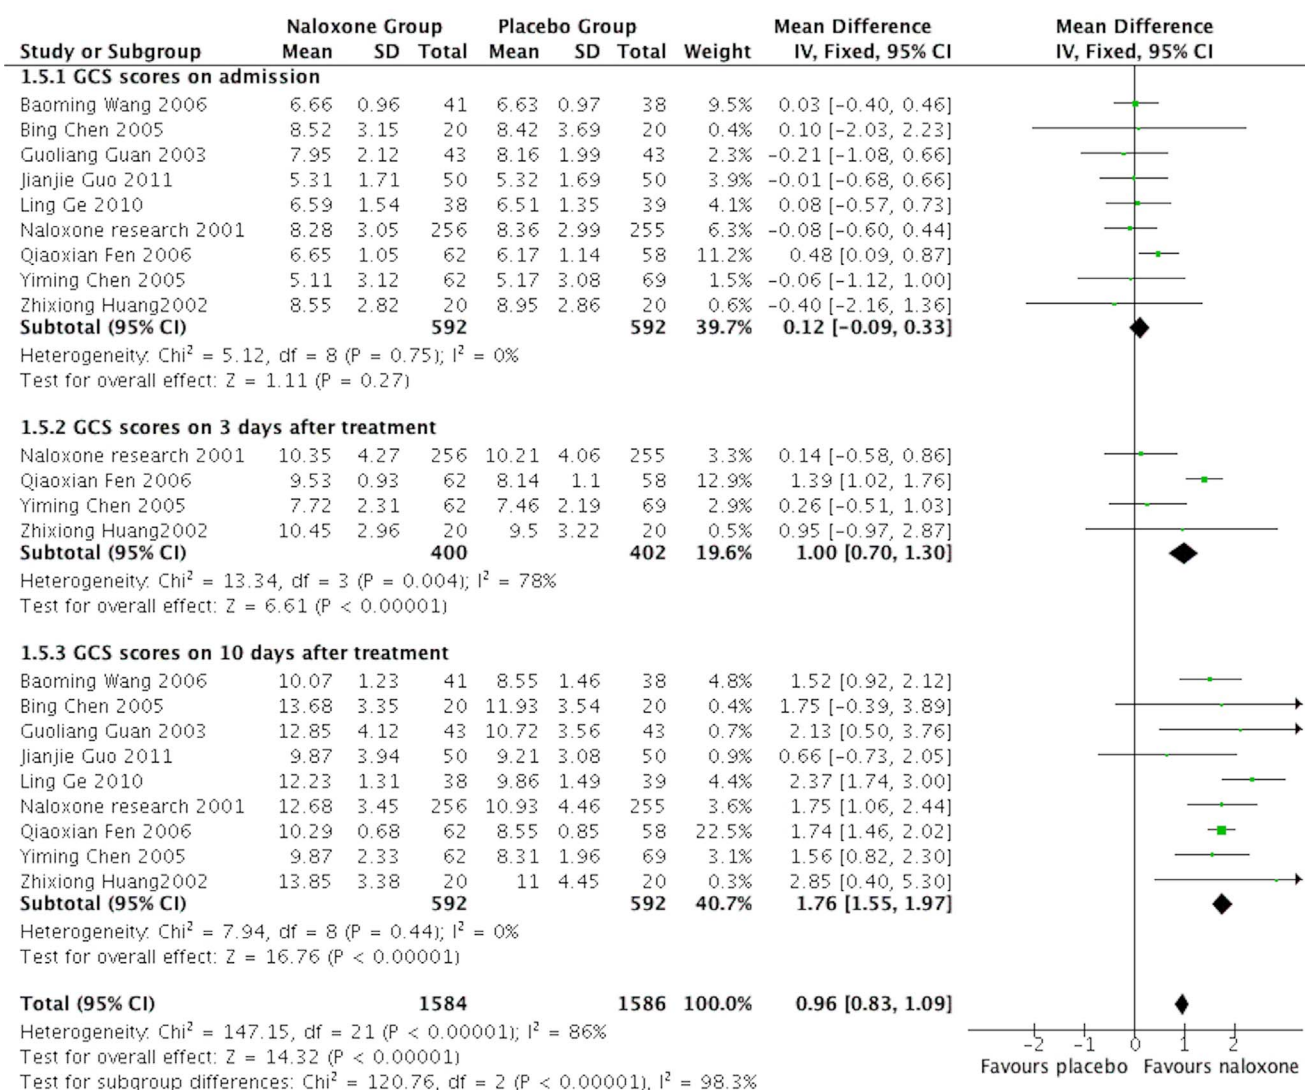 Naloxone Group Placebo Group Mean Difference Mean Difference
Study or Subgroup Mean SD Total Mean SD Total Weight IV, Fixed, 95% CI IV, Fixed, 95% CI
1.5.1 GCS scores on admission
Baoming Wang 2006 6.66 0.96 41 6.63 0.97 38 9.5% 0.03 [-0.40, 0.46]
Bing Chen 2005 8.52 3.15 20 8.42 3.69 20 0.4% 0.10 [-2.03, 2.23]
Guoliang Guan 2003 7.95 2.12 43 8.16 1.99 43 2.3% -0.21 [-1.08, 0.66]
Jianjie Guo 2011 5.31 1.71 50 5.32 1.69 50 3.9% -0.01 [-0.68, 0.66]
Ling Ge 2010 6.59 1.54 38 6.51 1.35 39 4.1% 0.08 [-0.57, 0.73]
Naloxone research 2001 8.28 3.05 256 8.36 2.99 255 6.3% -0.08 [-0.60, 0.44]
Qiaoxian Fen 2006 6.65 1.05 62 6.17 1.14 58 11.2% 0.48 [0.09, 0.87]
Yiming Chen 2005 5.11 3.12 62 5.17 3.08 69 1.5% -0.06 [-1.12, 1.00]
Zhixiong Huang2002 8.55 2.82 20 8.95 2.86 20 0.6% -0.40 [-2.16, 1.36]
Subtotal (95% CI) 592 592 39.7% 0.12 [-0.09, 0.33]
Heterogeneity: Chi² = 5.12, df = 8 (P = 0.75); I² = 0%
Test for overall effect: Z = 1.11 (P = 0.27)
1.5.2 GCS scores on 3 days after treatment
Naloxone research 2001 10.35 4.27 256 10.21 4.06 255 3.3% 0.14 [-0.58, 0.86]
Qiaoxian Fen 2006 9.53 0.93 62 8.14 1.1 58 12.9% 1.39 [1.02, 1.76]
Yiming Chen 2005 7.72 2.31 62 7.46 2.19 69 2.9% 0.26 [-0.51, 1.03]
Zhixiong Huang2002 10.45 2.96 20 9.5 3.22 20 0.5% 0.95 [-0.97, 2.87]
Subtotal (95% CI) 400 402 19.6% 1.00 [0.70, 1.30]
Heterogeneity: Chi² = 13.34, df = 3 (P = 0.004); I² = 78%
Test for overall effect: Z = 6.61 (P < 0.00001)
1.5.3 GCS scores on 10 days after treatment
Baoming Wang 2006 10.07 1.23 41 8.55 1.46 38 4.8% 1.52 [0.92, 2.12]
Bing Chen 2005 13.68 3.35 20 11.93 3.54 20 0.4% 1.75 [-0.39, 3.89]
Guoliang Guan 2003 12.85 4.12 43 10.72 3.56 43 0.7% 2.13 [0.50, 3.76]
Jianjie Guo 2011 9.87 3.94 50 9.21 3.08 50 0.9% 0.66 [-0.73, 2.05]
Ling Ge 2010 12.23 1.31 38 9.86 1.49 39 4.4% 2.37 [1.74, 3.00]
Naloxone research 2001 12.68 3.45 256 10.93 4.46 255 3.6% 1.75 [1.06, 2.44]
Qiaoxian Fen 2006 10.29 0.68 62 8.55 0.85 58 22.5% 1.74 [1.46, 2.02]
Yiming Chen 2005 9.87 2.33 62 8.31 1.96 69 3.1% 1.56 [0.82, 2.30]
Zhixiong Huang2002 13.85 3.38 20 11 4.45 20 0.3% 2.85 [0.40, 5.30]
Subtotal (95% CI) 592 592 40.7% 1.76 [1.55, 1.97]
Heterogeneity: Chi² = 7.94, df = 8 (P = 0.44); I² = 0%
Test for overall effect: Z = 16.76 (P < 0.00001)
Total (95% CI) 1584 1586 100.0% 0.96 [0.83, 1.09]
Heterogeneity: Chi² = 147.15, df = 21 (P < 0.00001); I² = 86%
Test for overall effect: Z = 14.32 (P < 0.00001)
Test for subgroup differences: Chi² = 120.76, df = 2 (P < 0.00001), I² = 98.3%
-2 -1 0 1 2
Favours placebo Favours naloxone